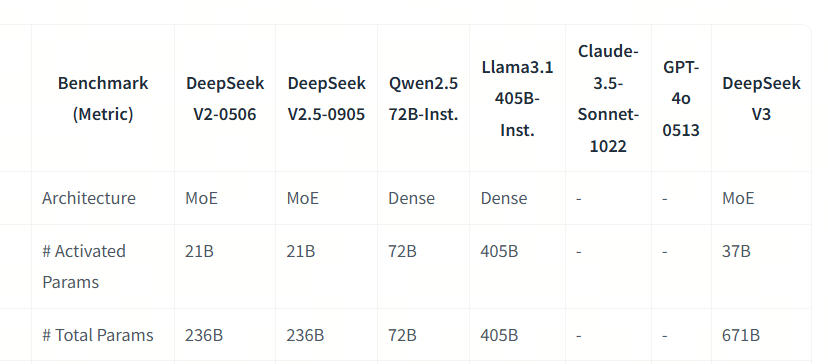 Benchmark (Metric) DeepSeek V2-0506 DeepSeek V2.5-0905 Qwen2.5 72B-Inst. Llama3.1 405B-Inst. Claude-3.5-Sonnet-1022 GPT-4o 0513 DeepSeek V3
Architecture MoE MoE Dense Dense - - MoE
# Activated Params 21B 21B 72B 405B - - 37B
# Total Params 236B 236B 72B 405B - - 671B